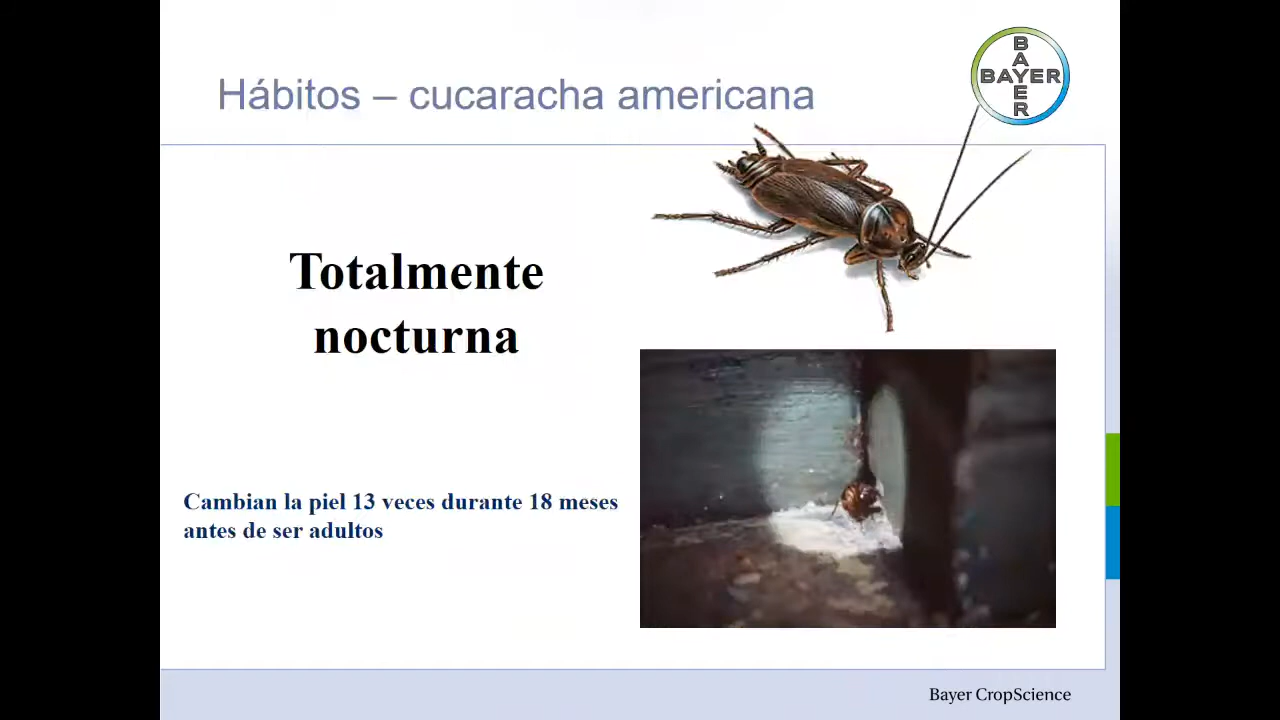 Hábitos – cucaracha americana
BAYER
BAYER
Totalmente
nocturna
Cambian la piel 13 veces durante 18 meses
antes de ser adultos
Bayer CropScience